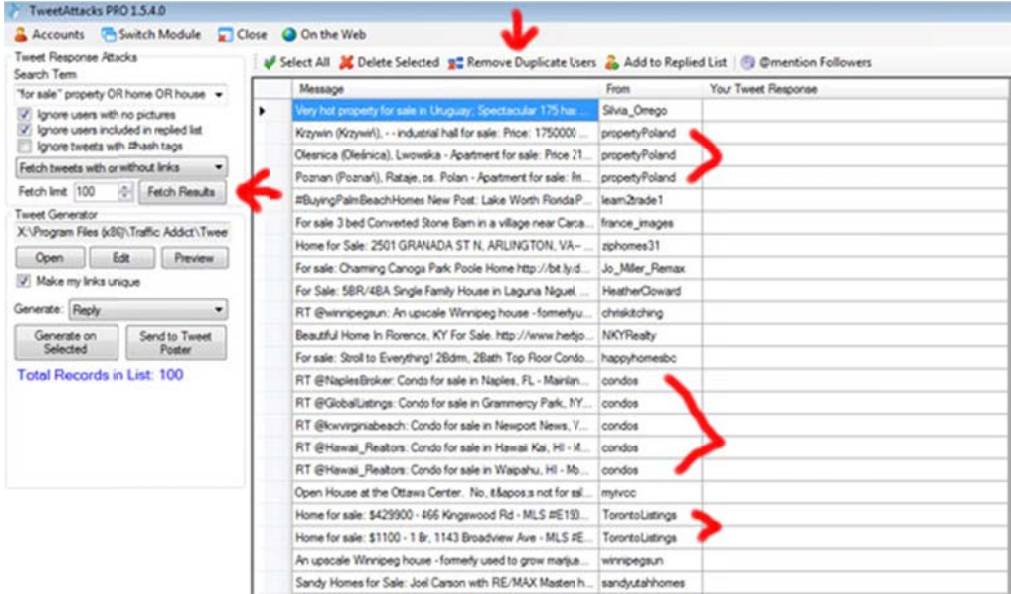 TweetAttacks PRO 1.5.4.0
Accounts Switch Module Close On the Web
Tweet Response Attacks
Search Term
"for sale" property OR home OR house
Ignore users with no pictures
Ignore users included in replied list
Ignore tweets with #hash tags
Fetch tweets with or without links
Fetch limit 100 Fetch Results
Tweet Generator
X:\Program Files (x86)\Traffic Addict\Twee
Open Edit Preview
Make my links unique
Generate: Reply
Generate on Selected
Send to Tweet Poster
Total Records in List: 100
Select All Delete Selected Remove Duplicate Users Add to Replied List @mention Followers
Message From Your Tweet Response
Very hot property for sale in Uruguay; Spectacular 175 ... Silvia_Orrego
Krzywin (Krzywiń), - - industrial hall for sale: Price: 1750000 ... propertyPoland
Olesnica (Oleśnica), Lwowska - Apartment for sale: Price ... propertyPoland
Poznan (Poznań), Rataje, os. Polan - Apartment for sale: ... propertyPoland
#BuyingPalmBeachHomes New Post: Lake Worth Florida P... learn2trade1
For sale 3 bed Converted Stone Barn in a village near Carca... france_images
Home for Sale: 2501 GRANADA ST N, ARLINGTON, VA-- ... ziphomes31
For sale: Charming Canoga Park Poole Home http://bit.ly/d... Jo_Miller_Remax
For Sale: 5BR/4BA Single Family House in Laguna Niguel ... HeatherCloward
RT @winnipegsun: An upscale Winnipeg house - formerly u... chriskitching
Beautiful Home In Florence, KY For Sale. http://www.herbjo... NKYRealty
For sale: Stroll to Everything! 2Bdrm, 2Bath Top Floor Condo... happyhomesbc
RT @NaplesBroker: Condo for sale in Naples, FL - Mainlan... condos
RT @GlobalListings: Condo for sale in Grammercy Park, NY... condos
RT @kwvirginiabeach: Condo for sale in Newport News, V... condos
RT @Hawaii_Realtors: Condo for sale in Hawaii Kai, HI - M... condos
RT @Hawaii_Realtors: Condo for sale in Waipahu, HI - Mo... condos
Open House at the Ottawa Center. No, it&apos;s not for sal... myivcc
Home for sale: $429900 - 466 Kingswood Rd - MLS #E193... TorontoListings
Home for sale: $1100 - 1 Br, 1143 Broadview Ave - MLS #E... TorontoListings
An upscale Winnipeg house - formerly used to grow marijua... winnipegsun
Sandy Homes for Sale: Joel Carson with RE/MAX Masters h... sandyutahhomes